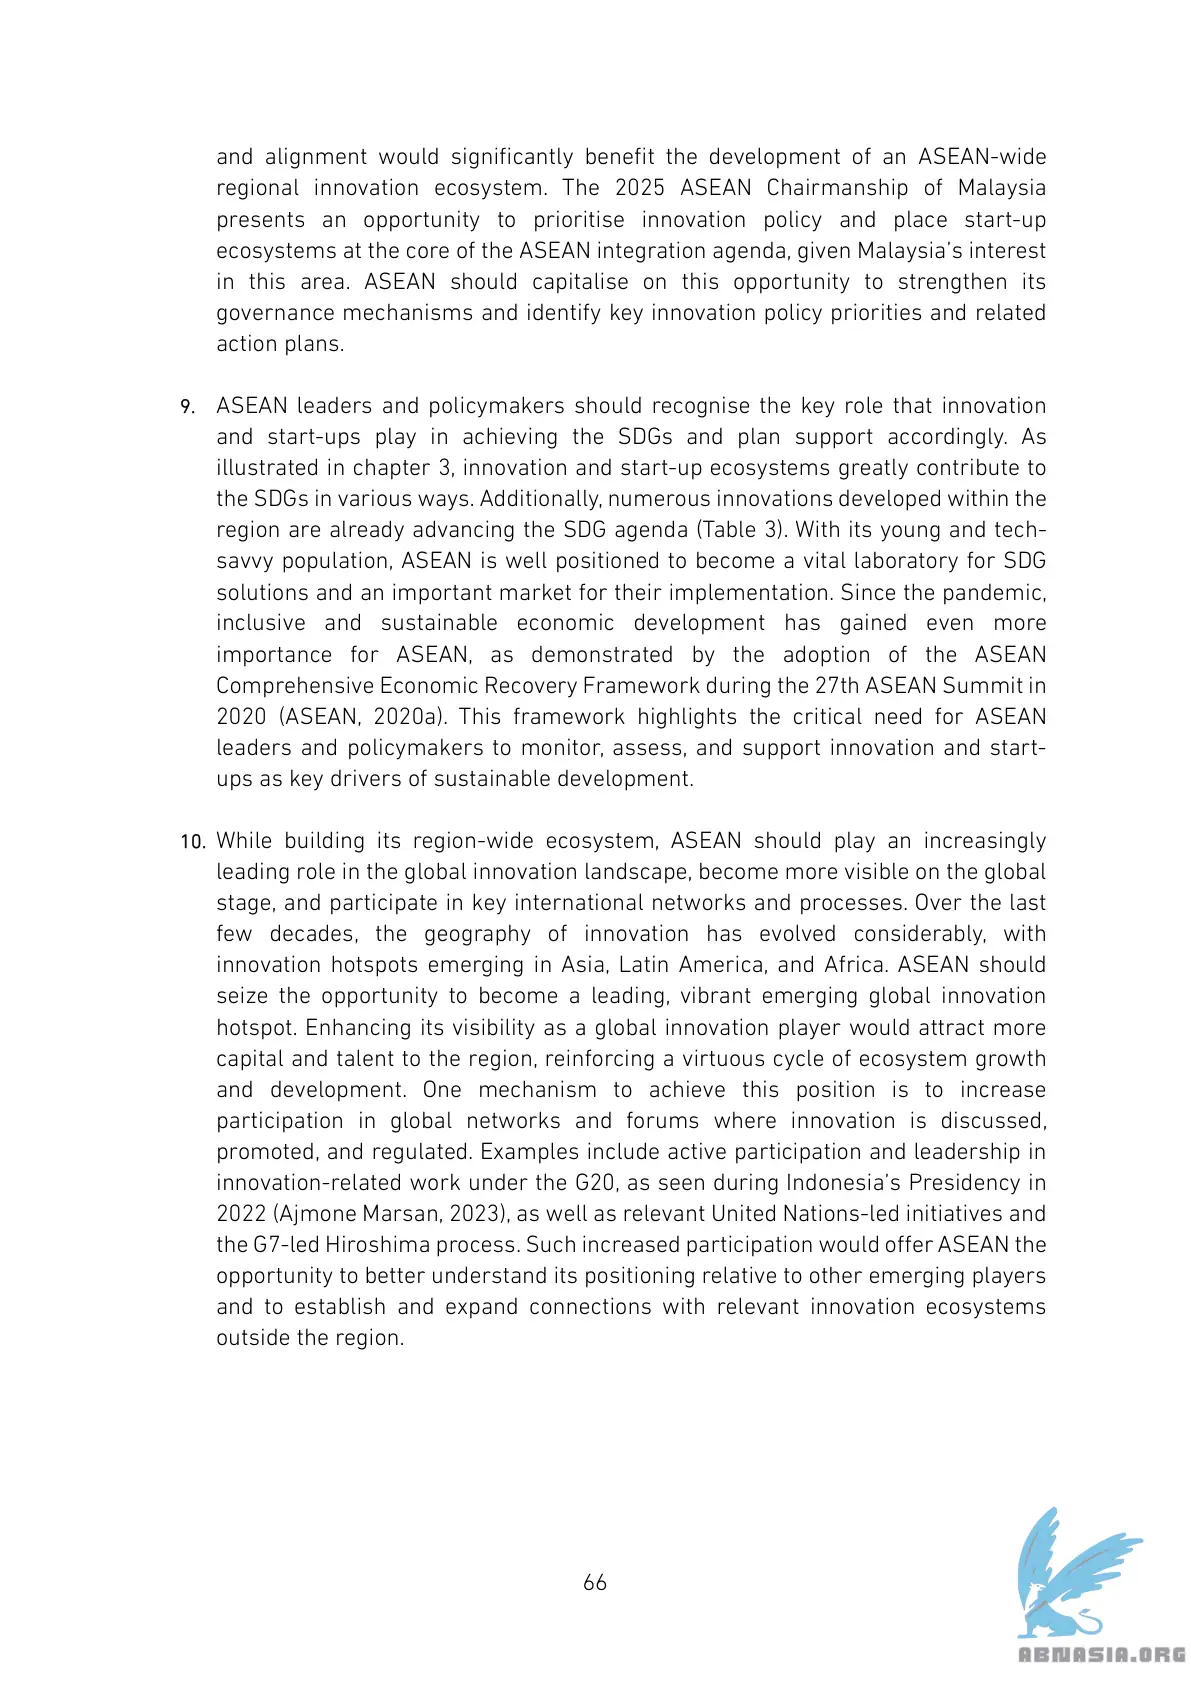 and alignment would significantly benefit the development of an ASEAN-wide
regional innovation ecosystem. The 2025 ASEAN Chairmanship of Malaysia
presents an opportunity to prioritise innovation policy and place start-up
ecosystems at the core of the ASEAN integration agenda, given Malaysia's interest
in this area. ASEAN should capitalise on this opportunity to strengthen its
governance mechanisms and identify key innovation policy priorities and related
action plans.
9. ASEAN leaders and policymakers should recognise the key role that innovation
and start-ups play in achieving the SDGs and plan support accordingly. As
illustrated in chapter 3, innovation and start-up ecosystems greatly contribute to
the SDGs in various ways. Additionally, numerous innovations developed within the
region are already advancing the SDG agenda (Table 3). With its young and tech-
savvy population, ASEAN is well positioned to become a vital laboratory for SDG
solutions and an important market for their implementation. Since the pandemic,
inclusive and sustainable economic development has gained even more
importance for ASEAN, as demonstrated by the adoption of the ASEAN
Comprehensive Economic Recovery Framework during the 27th ASEAN Summit in
2020 (ASEAN, 2020a). This framework highlights the critical need for ASEAN
leaders and policymakers to monitor, assess, and support innovation and start-
ups as key drivers of sustainable development.
10. While building its region-wide ecosystem, ASEAN should play an increasingly
leading role in the global innovation landscape, become more visible on the global
stage, and participate in key international networks and processes. Over the last
few decades, the geography of innovation has evolved considerably, with
innovation hotspots emerging in Asia, Latin America, and Africa. ASEAN should
seize the opportunity to become a leading, vibrant emerging global innovation
hotspot. Enhancing its visibility as a global innovation player would attract more
capital and talent to the region, reinforcing a virtuous cycle of ecosystem growth
and development. One mechanism to achieve this position is to increase
participation in global networks and forums where innovation is discussed,
promoted, and regulated. Examples include active participation and leadership in
innovation-related work under the G20, as seen during Indonesia's Presidency in
2022 (Ajmone Marsan, 2023), as well as relevant United Nations-led initiatives and
the G7-led Hiroshima process. Such increased participation would offer ASEAN the
opportunity to better understand its positioning relative to other emerging players
and to establish and expand connections with relevant innovation ecosystems
outside the region.
66
ABNASIA.ORG